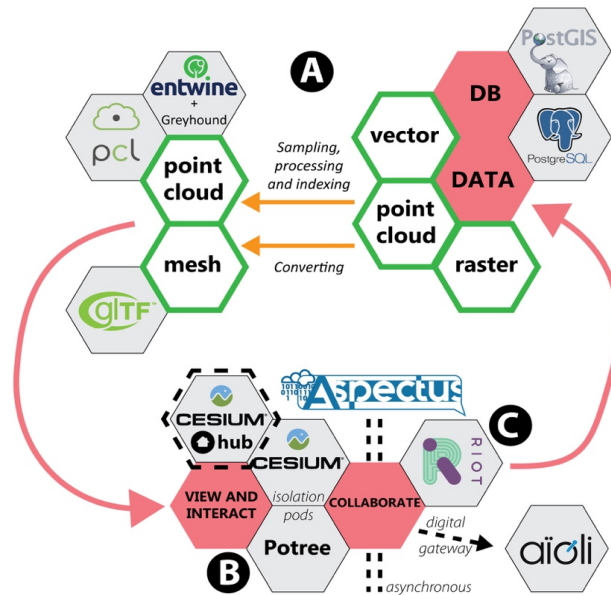 PostGIS
entwine
+
Greyhound
A
DB
pcl
vector
PostgreSQL
Sampling,
processing
and indexing
point
cloud
DATA
point
cloud
mesh
Converting
raster
glTF™
Aspectus
CESIUM®
hub
CESIUM®
C
RIOT
VIEW AND
INTERACT
isolation
pods
COLLABORATE
digital
gateway
Potree
aïoli
B
asynchronous